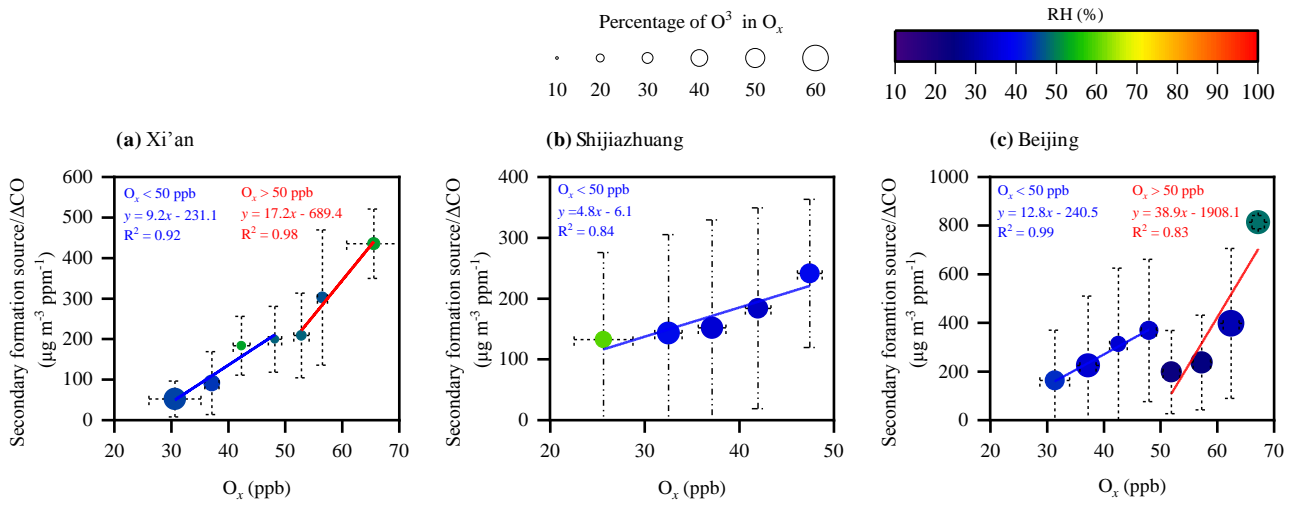 Percentage of O³ in Oₓ
10 20 30 40 50 60
RH (%)
10 20 30 40 50 60 70 80 90 100
(a) Xi’an
Secondary formation source/ΔCO
(μg m⁻³ ppm⁻¹)
600
500
400
300
200
100
0
Oₓ < 50 ppb
y = 9.2x - 231.1
R² = 0.92
Oₓ > 50 ppb
y = 17.2x - 689.4
R² = 0.98
20 30 40 50 60 70
Oₓ (ppb)
(b) Shijiazhuang
Secondary formation source/ΔCO
(μg m⁻³ ppm⁻¹)
400
300
200
100
0
Oₓ < 50 ppb
y =4.8x - 6.1
R² = 0.84
20 30 40 50
Oₓ (ppb)
(c) Beijing
Secondary foramtion source/ΔCO
(μg m⁻³ ppm⁻¹)
1000
800
600
400
200
0
Oₓ < 50 ppb
y = 12.8x - 240.5
R² = 0.99
Oₓ > 50 ppb
y = 38.9x - 1908.1
R² = 0.83
20 30 40 50 60 70
Oₓ (ppb)